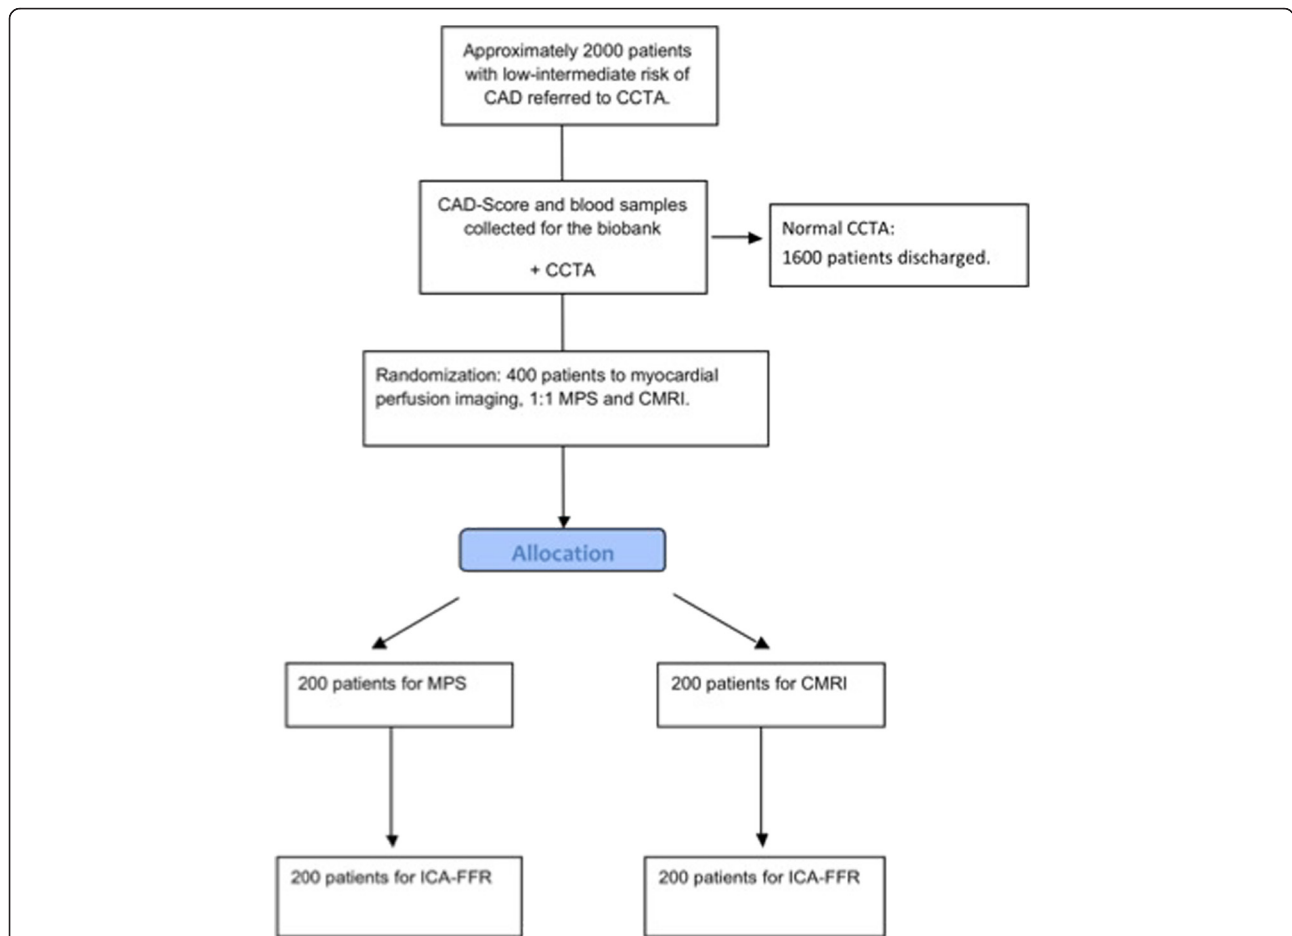 Approximately 2000 patients
with low-intermediate risk of
CAD referred to CCTA.
CAD-Score and blood samples
collected for the biobank
+ CCTA
Normal CCTA:
1600 patients discharged.
Randomization: 400 patients to myocardial
perfusion imaging, 1:1 MPS and CMRI.
Allocation
200 patients for MPS
200 patients for CMRI
200 patients for ICA-FFR
200 patients for ICA-FFR